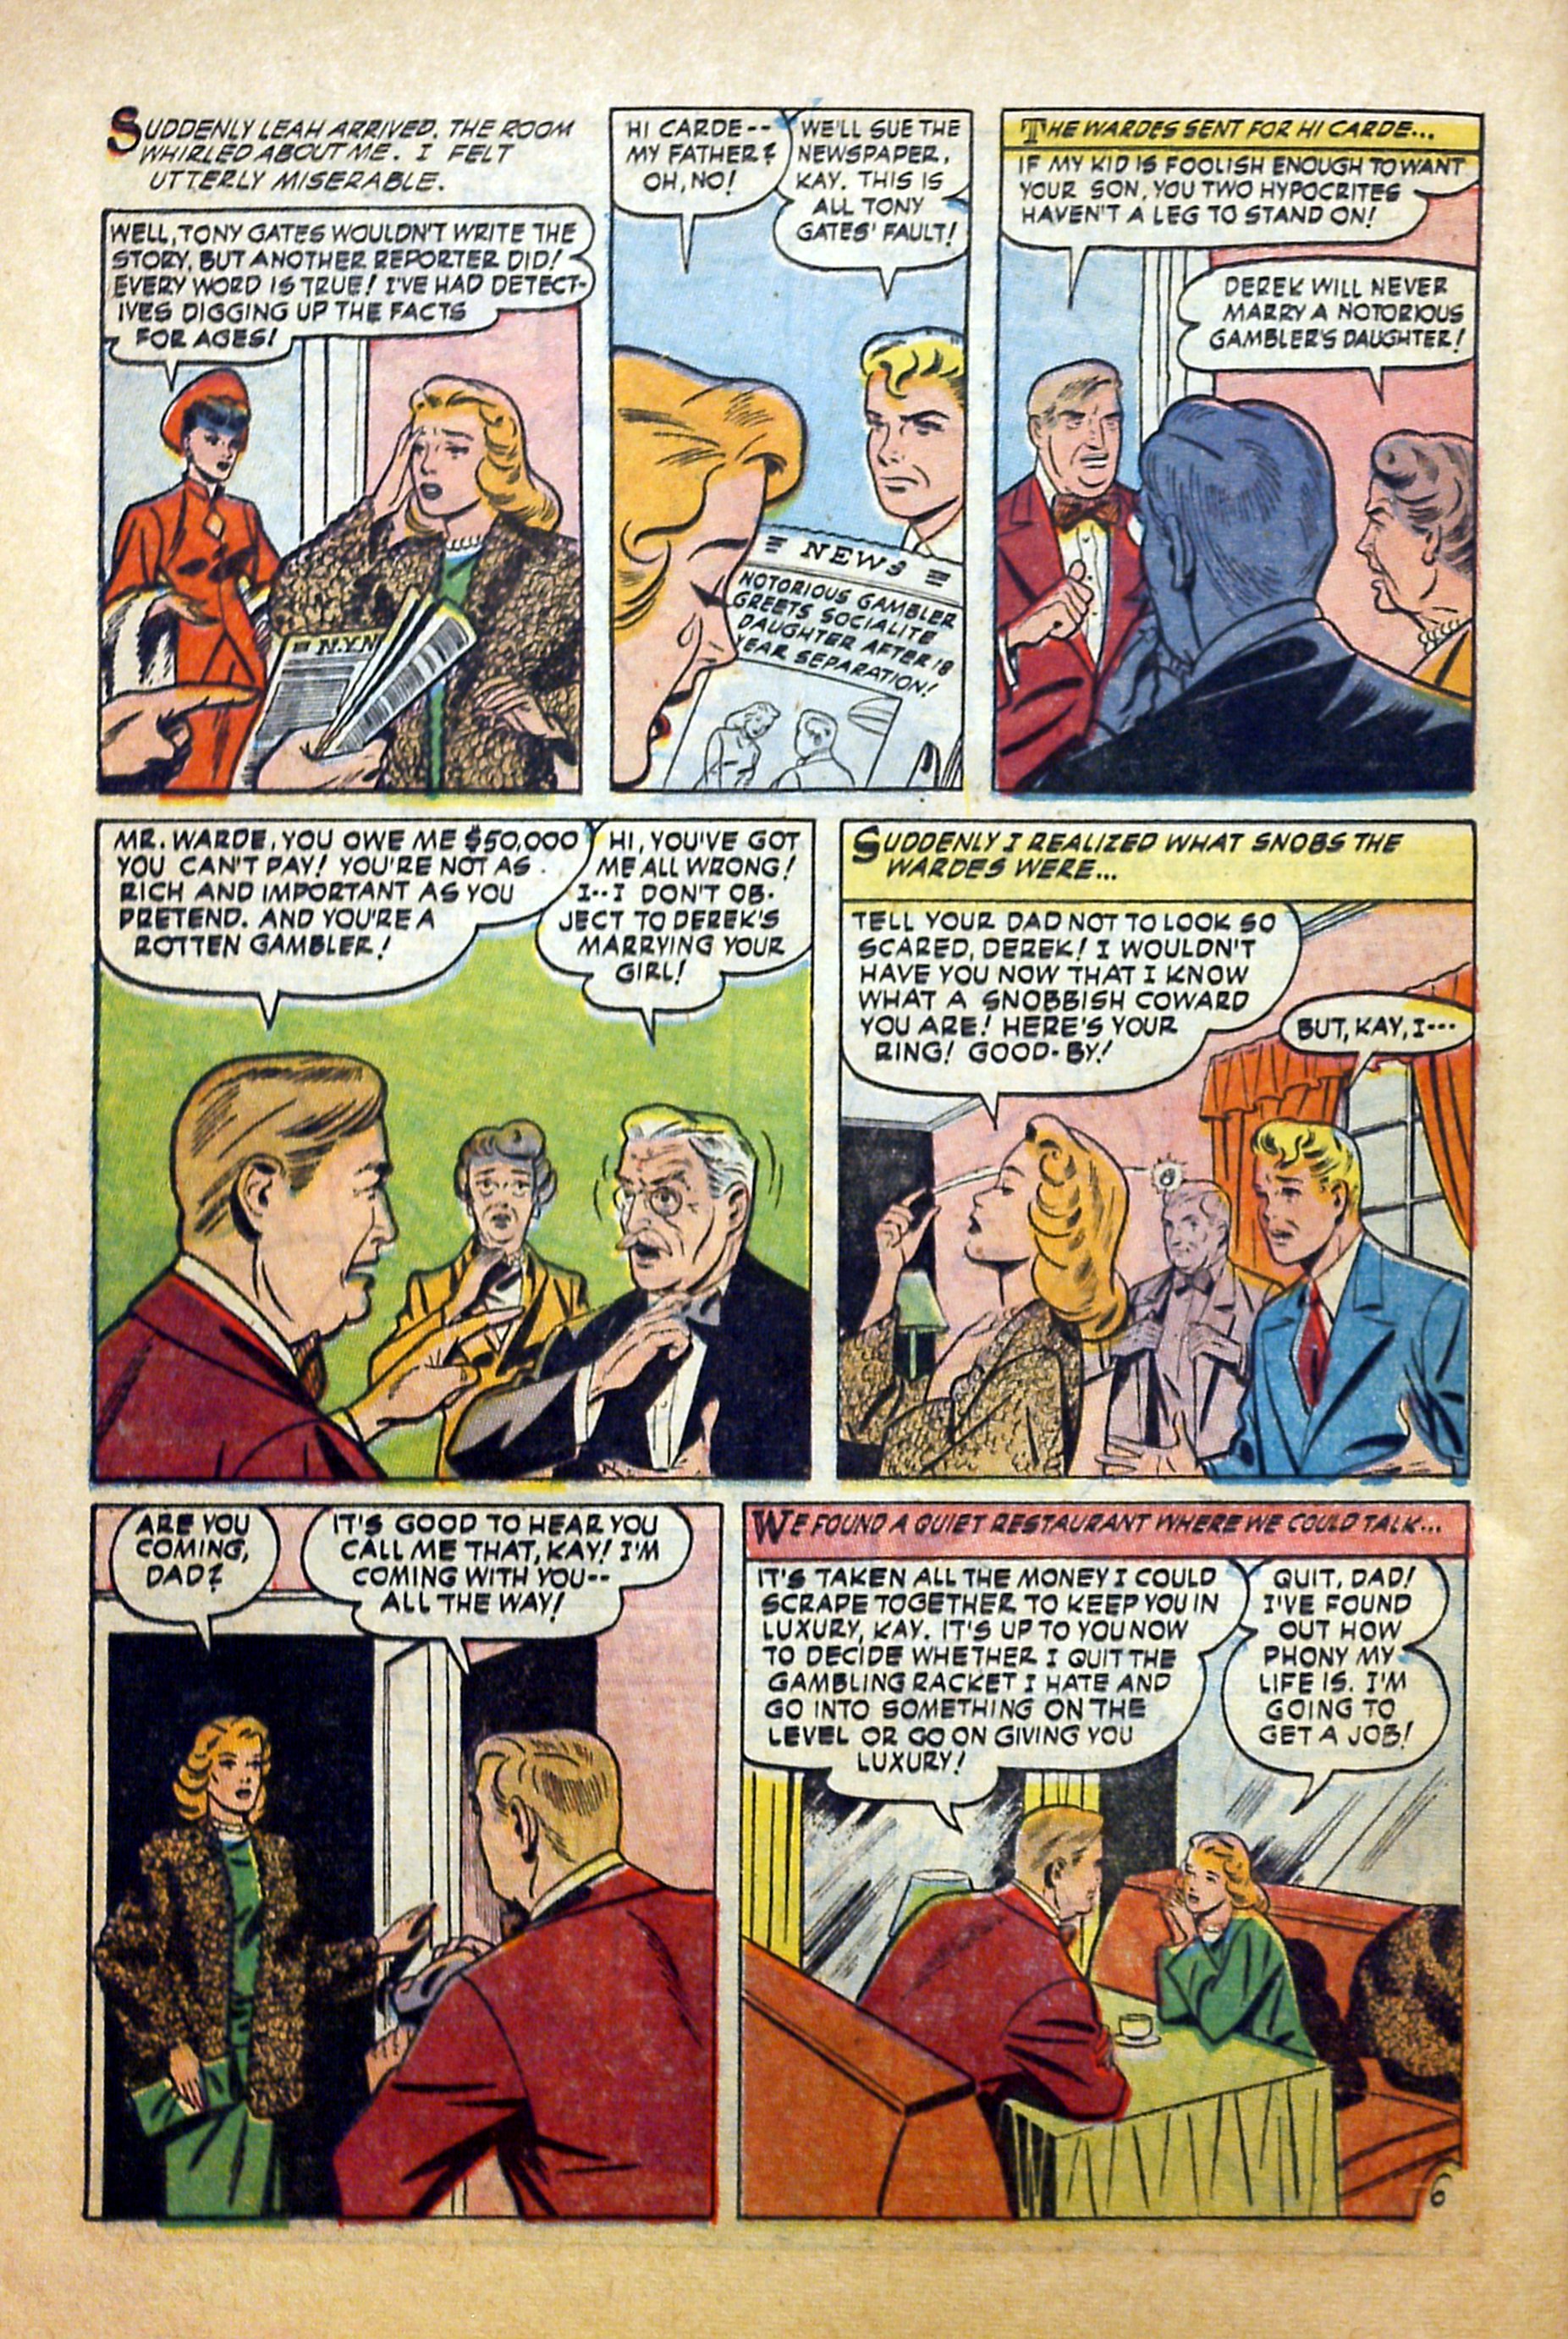 SUDDENLY LEAH ARRIVED. THE ROOM
WHIRLED ABOUT ME. I FELT
UTTERLY MISERABLE.
WELL, TONY GATES WOULDN'T WRITE THE
STORY, BUT ANOTHER REPORTER DID!
EVERY WORD IS TRUE! I'VE HAD DETECT-
IVES DIGGING UP THE FACTS
FOR AGES!
N.Y.N
HI CARDE--
MY FATHER?
OH, NO!
WE'LL SUE THE
NEWSPAPER,
KAY. THIS IS
ALL TONY
GATES' FAULT!
NEWS
NOTORIOUS GAMBLER
GREETS SOCIALITE
DAUGHTER AFTER 18
YEAR SEPARATION!
THE WARDES SENT FOR HI CARDE...
IF MY KID IS FOOLISH ENOUGH TO WANT
YOUR SON, YOU TWO HYPOCRITES
HAVEN'T A LEG TO STAND ON!
DEREK WILL NEVER
MARRY A NOTORIOUS
GAMBLER'S DAUGHTER!
MR. WARDE, YOU OWE ME $50,000
YOU CAN'T PAY! YOU'RE NOT AS
RICH AND IMPORTANT AS YOU
PRETEND. AND YOU'RE A
ROTTEN GAMBLER!
HI, YOU'VE GOT
ME ALL WRONG!
I--I DON'T OB-
JECT TO DEREK'S
MARRYING YOUR
GIRL!
SUDDENLY I REALIZED WHAT SNOBS THE
WARDES WERE...
TELL YOUR DAD NOT TO LOOK SO
SCARED, DEREK! I WOULDN'T
HAVE YOU NOW THAT I KNOW
WHAT A SNOBBISH COWARD
YOU ARE! HERE'S YOUR
RING! GOOD-BY!
BUT, KAY, I---
ARE YOU
COMING,
DAD?
IT'S GOOD TO HEAR YOU
CALL ME THAT, KAY! I'M
COMING WITH YOU--
ALL THE WAY!
WE FOUND A QUIET RESTAURANT WHERE WE COULD TALK...
IT'S TAKEN ALL THE MONEY I COULD
SCRAPE TOGETHER TO KEEP YOU IN
LUXURY, KAY. IT'S UP TO YOU NOW
TO DECIDE WHETHER I QUIT THE
GAMBLING RACKET I HATE AND
GO INTO SOMETHING ON THE
LEVEL OR GO ON GIVING YOU
LUXURY!
QUIT, DAD!
I'VE FOUND
OUT HOW
PHONY MY
LIFE IS. I'M
GOING TO
GET A JOB!
6